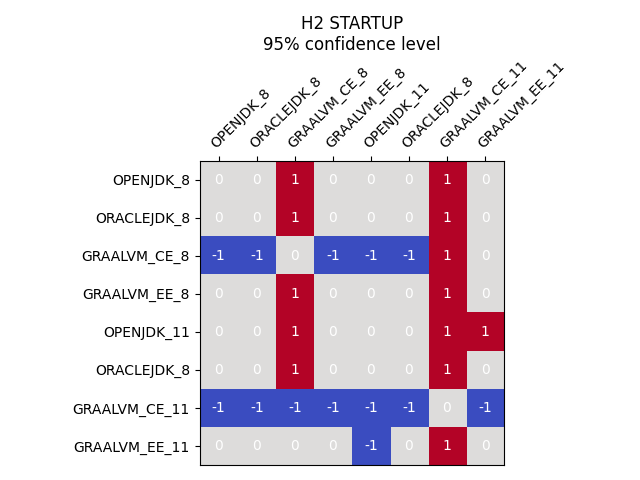 H2 STARTUP
95% confidence level
OPENJDK_8 ORACLEJDK_8 GRAALVM_CE_8 GRAALVM_EE_8 OPENJDK_11 ORACLEJDK_8 GRAALVM_CE_11 GRAALVM_EE_11
OPENJDK_8 0 0 1 0 0 0 1 0
ORACLEJDK_8 0 0 1 0 0 0 1 0
GRAALVM_CE_8 -1 -1 0 -1 -1 -1 1 0
GRAALVM_EE_8 0 0 1 0 0 0 1 0
OPENJDK_11 0 0 1 0 0 0 1 1
ORACLEJDK_8 0 0 1 0 0 0 1 0
GRAALVM_CE_11 -1 -1 -1 -1 -1 -1 0 -1
GRAALVM_EE_11 0 0 0 0 -1 0 1 0